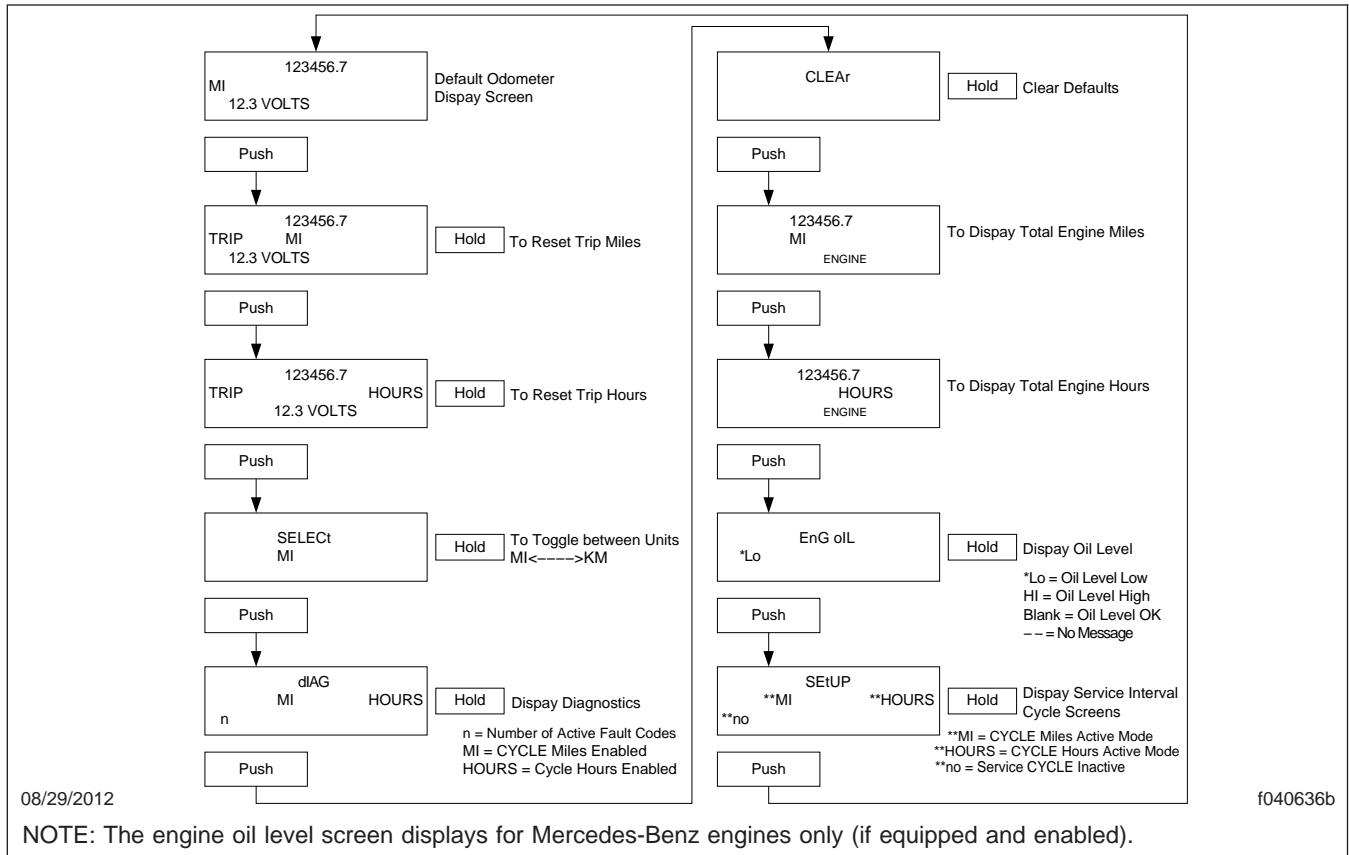 123456.7
MI
12.3 VOLTS
Default Odometer
Dispay Screen
Push
123456.7
TRIP MI
12.3 VOLTS
Hold
To Reset Trip Miles
Push
123456.7
TRIP HOURS
12.3 VOLTS
Hold
To Reset Trip Hours
Push
SELECt
MI
Hold
To Toggle between Units
MI<−−−−>KM
Push
dIAG
MI HOURS
n
Hold
Dispay Diagnostics
n = Number of Active Fault Codes
MI = CYCLE Miles Enabled
HOURS = Cycle Hours Enabled
Push
CLEAr
Hold
Clear Defaults
Push
123456.7
MI
ENGINE
To Dispay Total Engine Miles
Push
123456.7
HOURS
ENGINE
To Dispay Total Engine Hours
Push
EnG oIL
*Lo
Hold
Dispay Oil Level
*Lo = Oil Level Low
HI = Oil Level High
Blank = Oil Level OK
−− = No Message
Push
SEtUP
**MI **HOURS
**no
Hold
Dispay Service Interval
Cycle Screens
**MI = CYCLE Miles Active Mode
**HOURS = CYCLE Hours Active Mode
**no = Service CYCLE Inactive
Push
08/29/2012
f040636b
NOTE: The engine oil level screen displays for Mercedes-Benz engines only (if equipped and enabled).